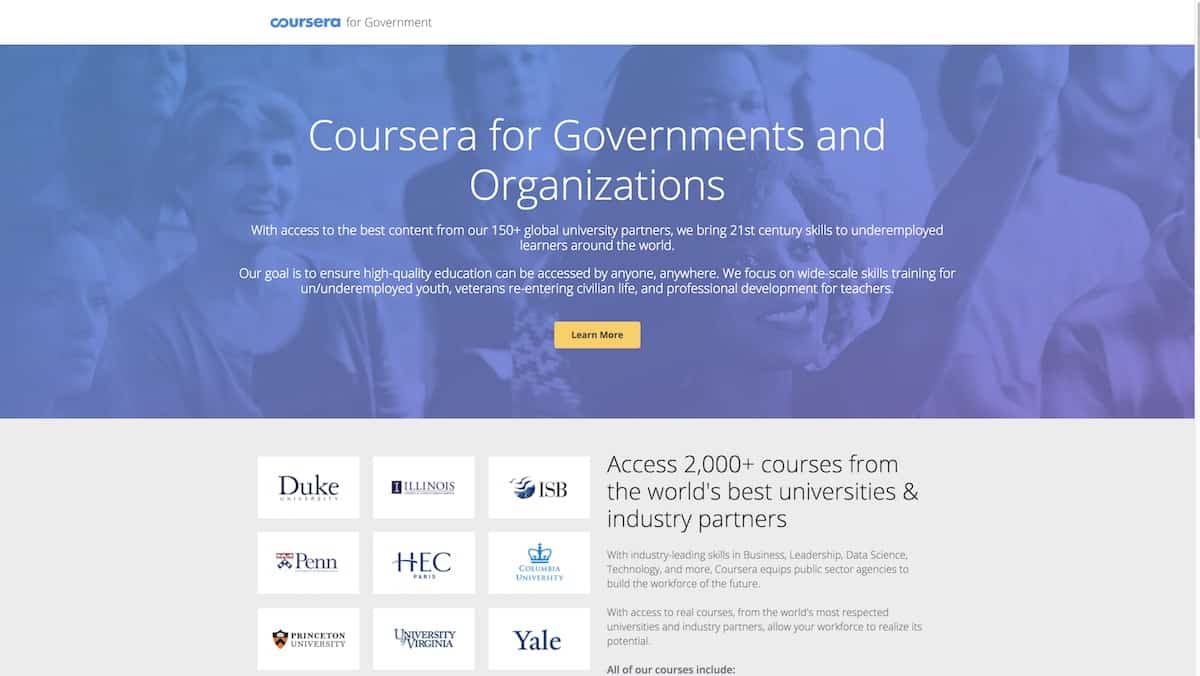 coursera for Government
Coursera for Governments and
Organizations
With access to the best content from our 150+ global university partners, we bring 21st century skills to underemployed
learners around the world.
Our goal is to ensure high-quality education can be accessed by anyone, anywhere. We focus on wide-scale skills training for
un/underemployed youth, veterans re-entering civilian life, and professional development for teachers.
Learn More
Duke
UNIVERSITY
I ILLINOIS
ISB
Penn
HEC
PARIS
COLUMBIA
UNIVERSITY
PRINCETON
UNIVERSITY
UNIVERSITY
VIRGINIA
Yale
Access 2,000+ courses from
the world's best universities &
industry partners
With industry-leading skills in Business, Leadership, Data Science,
Technology, and more, Coursera equips public sector agencies to
build the workforce of the future.
With access to real courses, from the world's most respected
universities and industry partners, allow your workforce to realize its
potential.
All of our courses include: